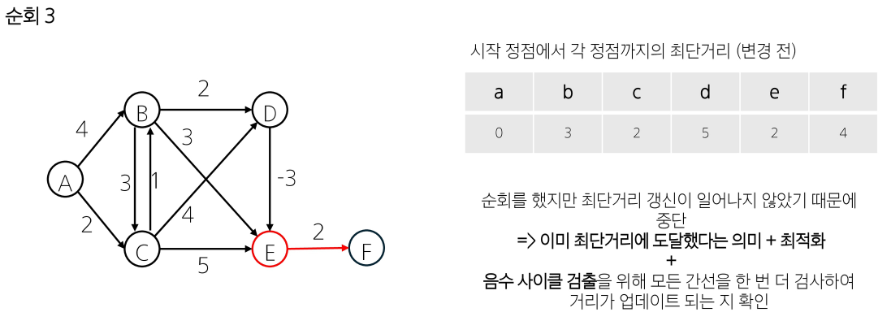 순회 3
시작 정점에서 각 정점까지의 최단거리 (변경 전)
a b c d e f
0 3 2 5 2 4
2
B D
4 3
A 3 1 -3
2 4 2
C E F
5
순회를 했지만 최단거리 갱신이 일어나지 않았기 때문에
중단
=> 이미 최단거리에 도달했다는 의미 + 최적화
+
음수 사이클 검출을 위해 모든 간선을 한 번 더 검사하여
거리가 업데이트 되는 지 확인